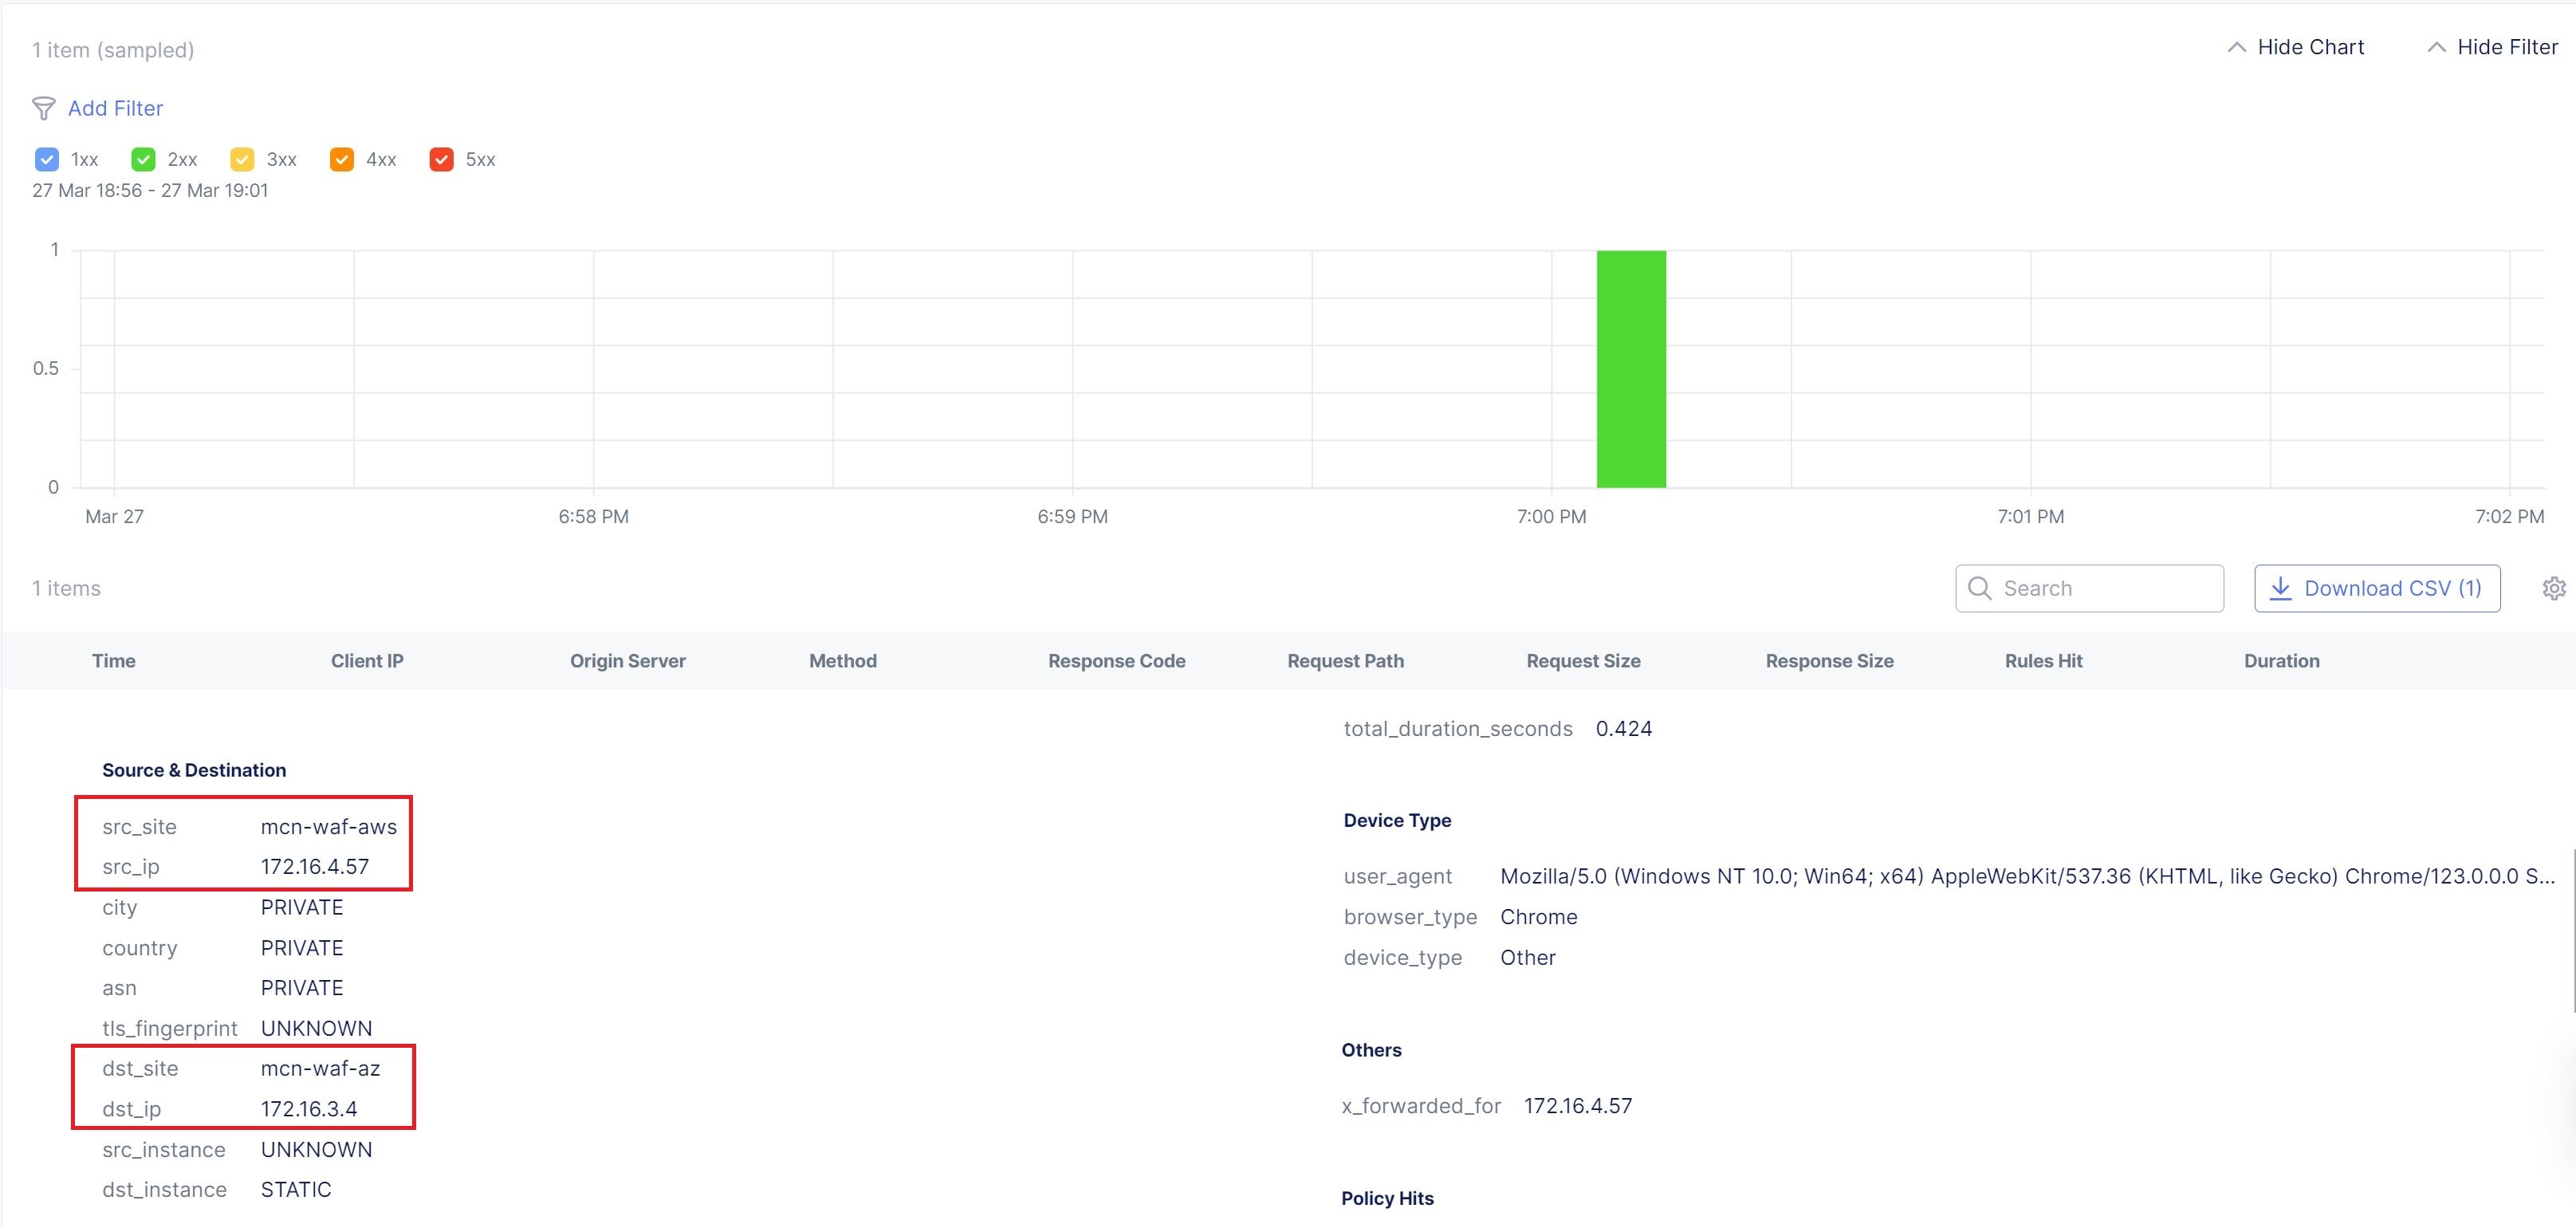 1 item (sampled)
Hide Chart
Hide Filter
Add Filter
1xx 2xx 3xx 4xx 5xx
27 Mar 18:56 - 27 Mar 19:01
1
0.5
0
Mar 27 6:58 PM 6:59 PM 7:00 PM 7:01 PM 7:02 PM
1 items
Search
Download CSV (1)
Time Client IP Origin Server Method Response Code Request Path Request Size Response Size Rules Hit Duration
Source & Destination
src_site mcn-waf-aws
src_ip 172.16.4.57
city PRIVATE
country PRIVATE
asn PRIVATE
tls_fingerprint UNKNOWN
dst_site mcn-waf-az
dst_ip 172.16.3.4
src_instance UNKNOWN
dst_instance STATIC
total_duration_seconds 0.424
Device Type
user_agent Mozilla/5.0 (Windows NT 10.0; Win64; x64) AppleWebKit/537.36 (KHTML, like Gecko) Chrome/123.0.0.0 S...
browser_type Chrome
device_type Other
Others
x_forwarded_for 172.16.4.57
Policy Hits